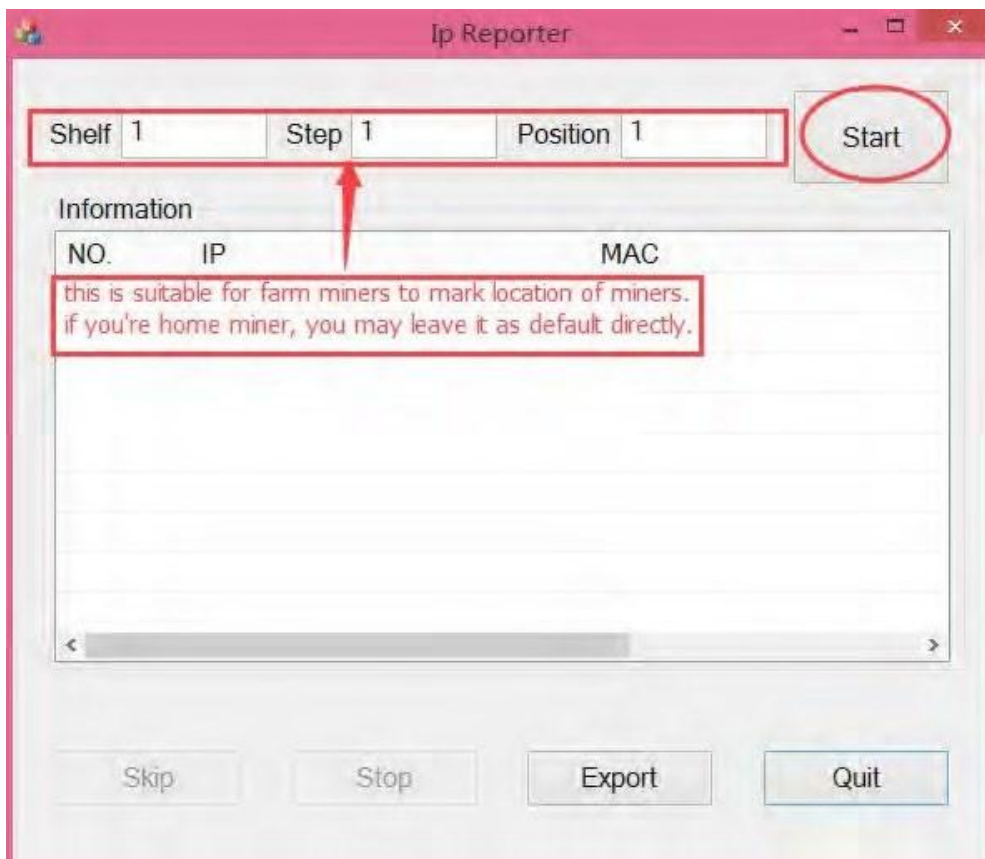 Ip Reporter
Shelf 1 Step 1 Position 1 Start
Information
NO. IP MAC
this is suitable for farm miners to mark location of miners.
if you're home miner, you may leave it as default directly.
Skip Stop Export Quit